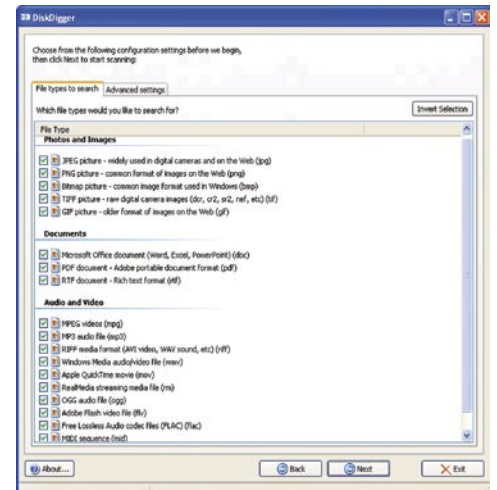 DiskDigger
Choose from the following configuration settings before we begin,
then click Next to start scanning:
File types to search
Advanced settings
Which file types would you like to search for?
Invert Selection
File Type
Photos and Images
JPEG picture - widely used in digital cameras and on the Web (jpg)
PNG picture - common format of images on the Web (png)
Bitmap picture - common image format used in Windows (bmp)
TIFF picture - raw digital camera images (dcr, cr2, sr2, nef, etc) (tif)
GIF picture - older format of images on the Web (gif)
Documents
Microsoft Office document (Word, Excel, PowerPoint) (doc)
PDF document - Adobe portable document format (pdf)
RTF document - Rich text format (rtf)
Audio and Video
MPEG videos (mpg)
MP3 audio file (mp3)
RIFF media format (AVI video, WAV sound, etc) (riff)
Windows Media audio/video file (wmv)
Apple QuickTime movie (mov)
RealMedia streaming media file (rm)
OGG audio file (ogg)
Adobe Flash video file (flv)
Free Lossless Audio codec files (FLAC) (flac)
MIDI sequence (mid)
About...
Back
Next
Exit